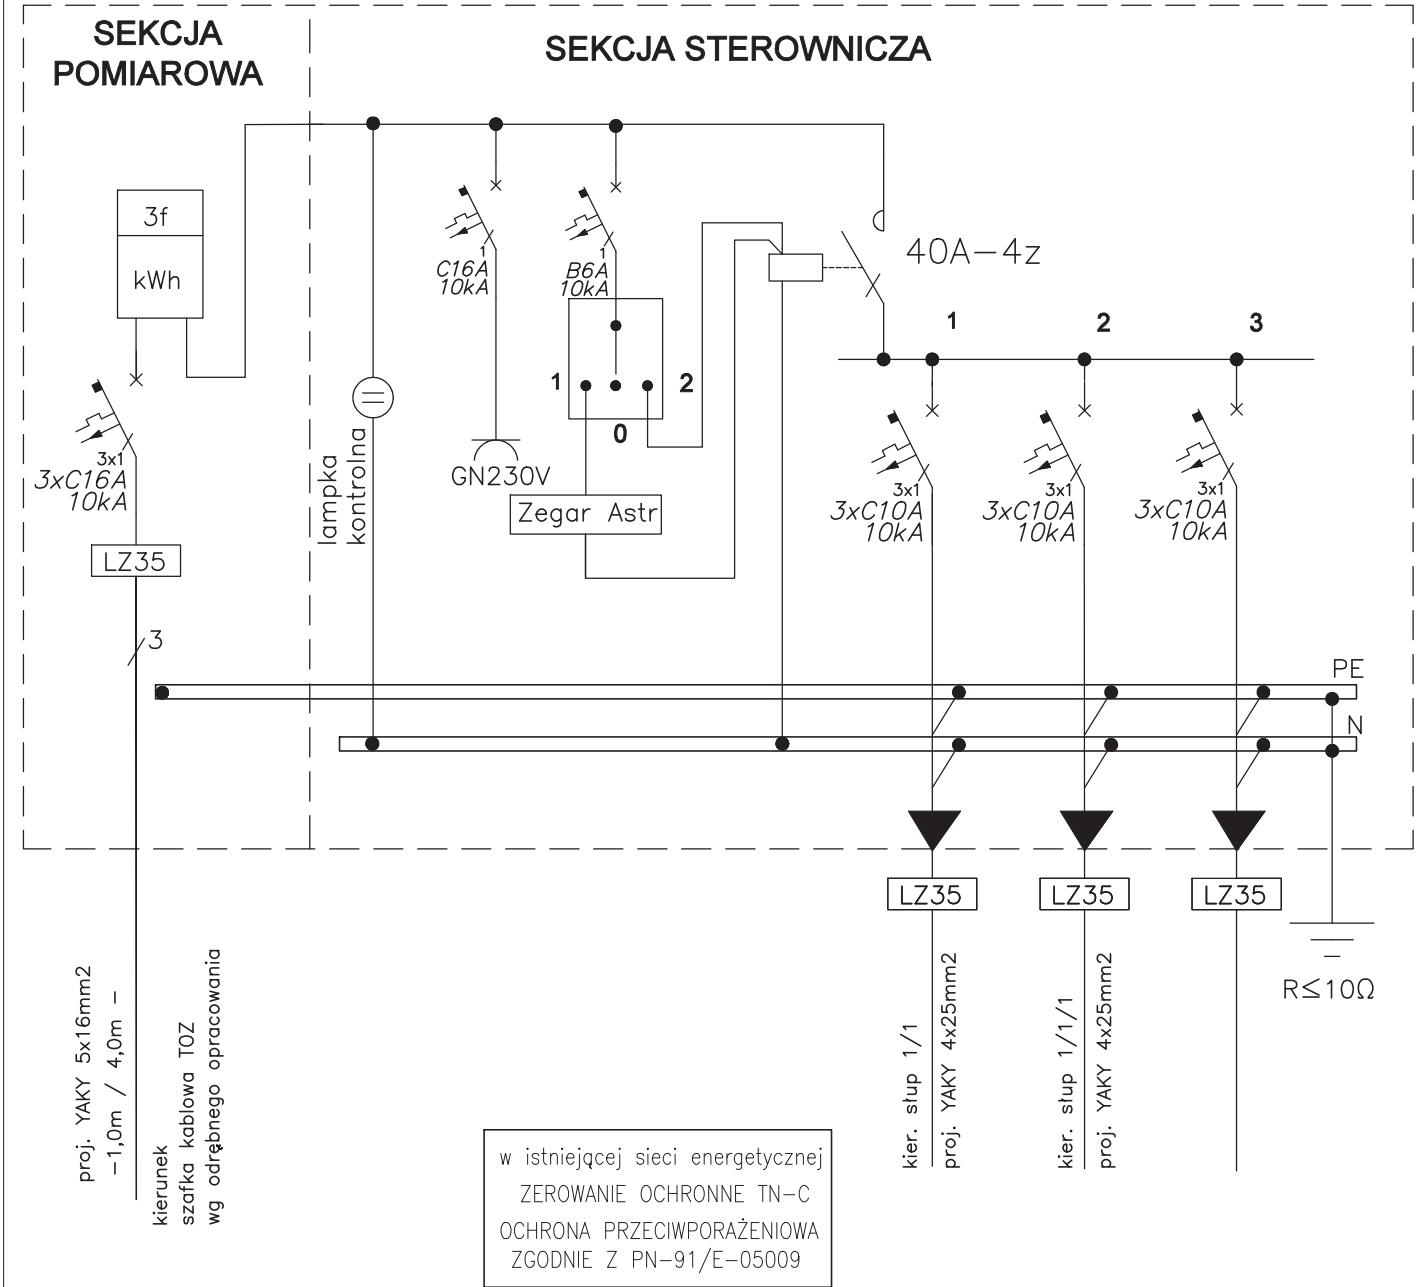 SEKCJA
POMIAROWA
SEKCJA STEROWNICZA
3f
kWh
3x1
3xC16A
10kA
LZ35
3
lampka
kontrolna
1
C16A
10kA
GN230V
1
B6A
10kA
1
2
0
Zegar Astr
40A-4z
1
2
3
3x1
3xC10A
10kA
3x1
3xC10A
10kA
3x1
3xC10A
10kA
PE
N
LZ35
LZ35
LZ35
R≤10Ω
proj. YAKY 5x16mm2
-1,0m / 4,0m -
kierunek
szafka kablowa TOZ
wg odrębnego opracowania
kier. słup 1/1
proj. YAKY 4x25mm2
kier. słup 1/1/1
proj. YAKY 4x25mm2
w istniejącej sieci energetycznej
ZEROWANIE OCHRONNE TN-C
OCHRONA PRZECIWPORAŻENIOWA
ZGODNIE Z PN-91/E-05009